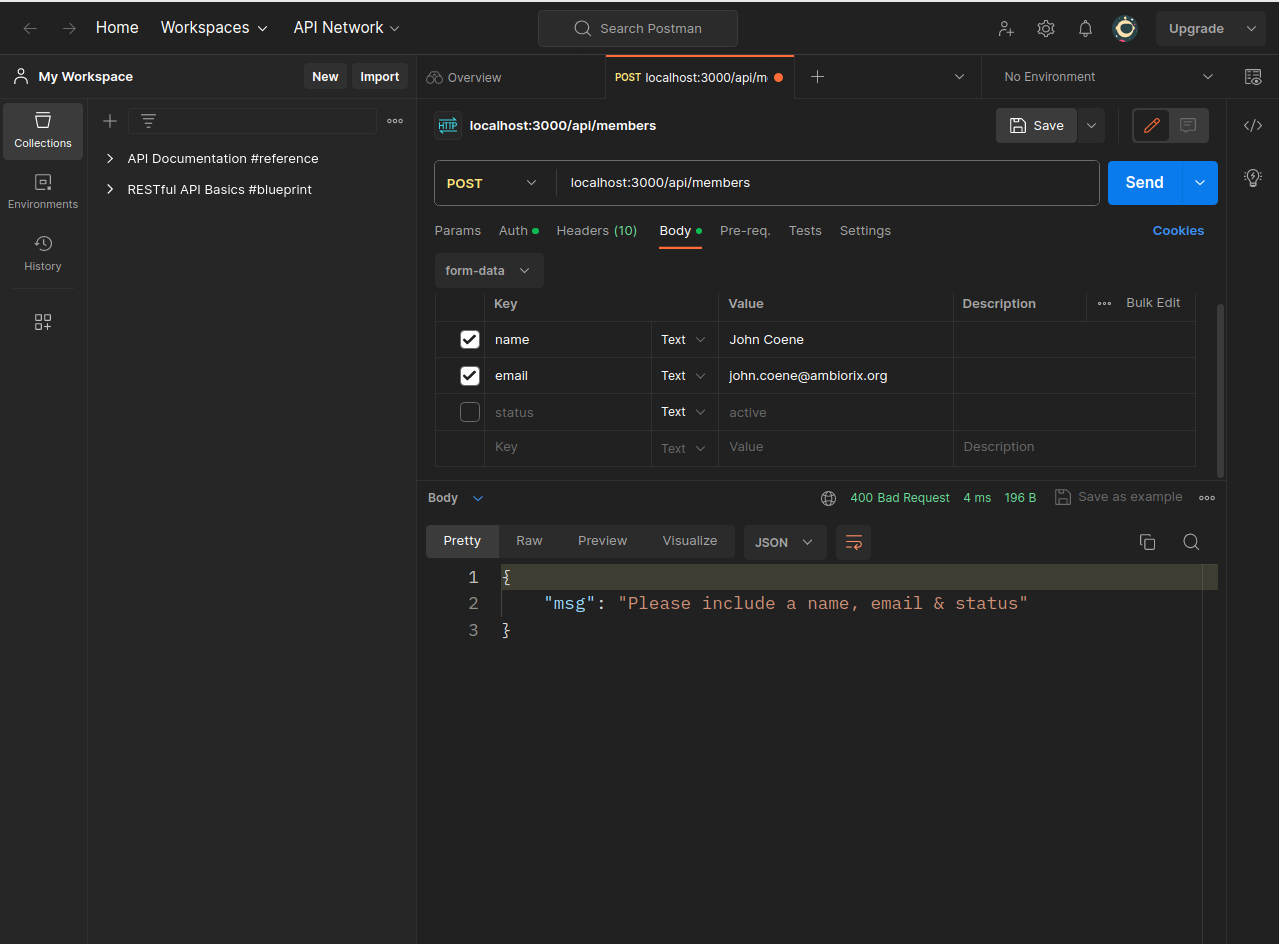 Home Workspaces API Network Search Postman Upgrade
My Workspace New Import Overview POST localhost:3000/api/m No Environment
Collections
Environments
History
API Documentation #reference
RESTful API Basics #blueprint
HTTP localhost:3000/api/members Save
POST localhost:3000/api/members Send
Params Auth Headers (10) Body Pre-req. Tests Settings Cookies
form-data
Key Value Description Bulk Edit
name Text John Coene
email Text john.coene@ambiorix.org
status Text active
Key Text Value Description
Body 400 Bad Request 4 ms 196 B Save as example
Pretty Raw Preview Visualize JSON
1 {
2 "msg": "Please include a name, email & status"
3 }